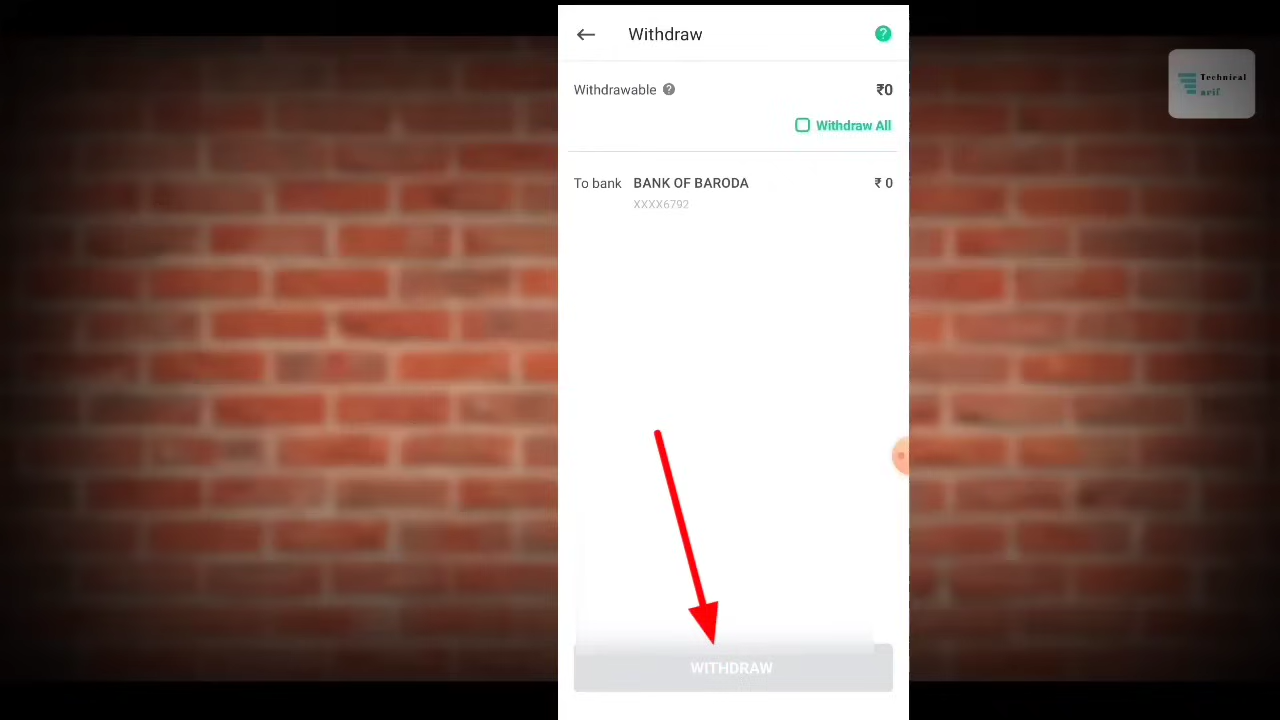 Withdraw
?
Withdrawable ? ₹0
Withdraw All
To bank BANK OF BARODA ₹ 0
XXXX6792
WITHDRAW
Technical
arif